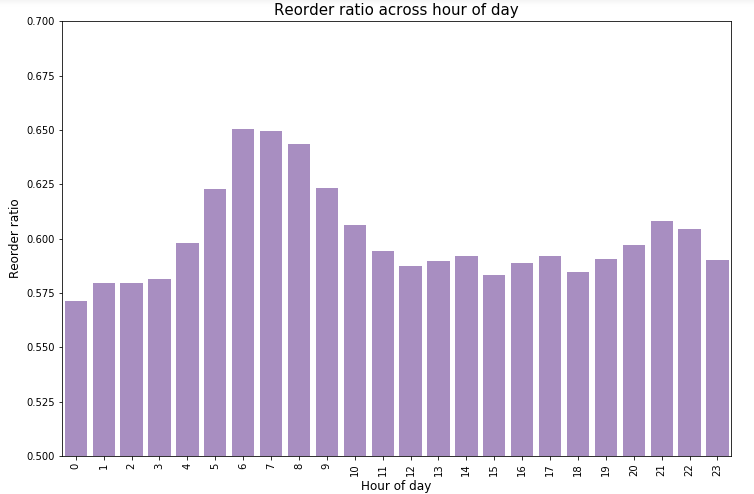 Reorder ratio across hour of day
0.700
0.675
0.650
0.625
0.600
0.575
0.550
0.525
0.500
Reorder ratio
0 1 2 3 4 5 6 7 8 9 10 11 12 13 14 15 16 17 18 19 20 21 22 23
Hour of day